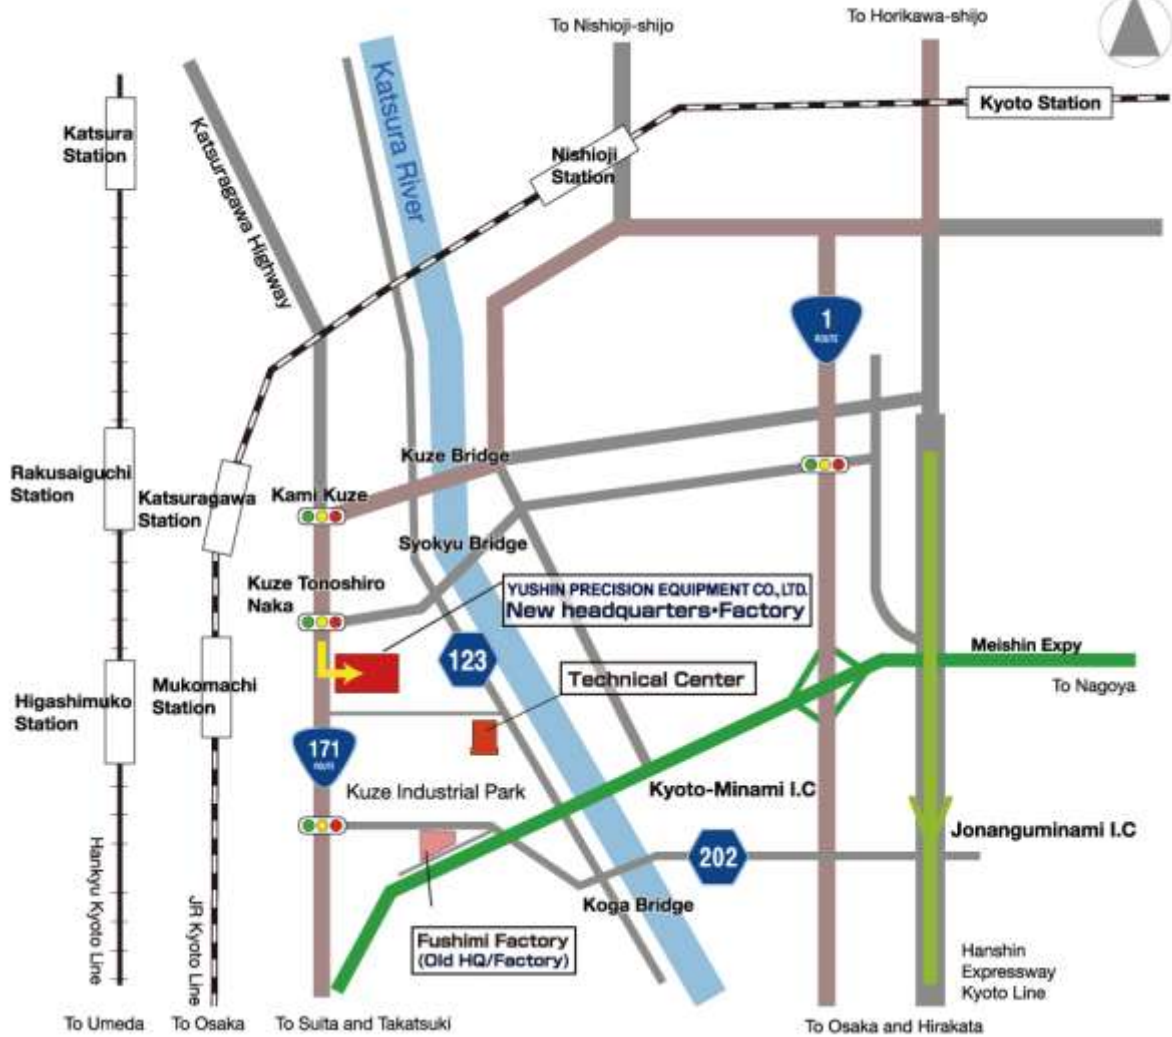 To Nishioji-shijo
To Horikawa-shijo
Katsura River
Kyoto Station
Katsura
Station
Katsuragawa Highway
Nishioji
Station
1
ROUTE
Kuze Bridge
Rakusaiguchi
Station
Katsuragawa
Station
Kami Kuze
Syokyu Bridge
Kuze Tonoshiro
Naka
YUSHIN PRECISION EQUIPMENT CO.,LTD.
New headquarters・Factory
123
Meishin Expy
To Nagoya
Technical Center
Higashimuko
Station
Mukomachi
Station
171
ROUTE
Kuze Industrial Park
Kyoto-Minami I.C
Jonanguminami I.C
202
Koga Bridge
Hankyu Kyoto Line
JR Kyoto Line
Fushimi Factory
(Old HQ/Factory)
Hanshin
Expressway
Kyoto Line
To Umeda
To Osaka
To Suita and Takatsuki
To Osaka and Hirakata